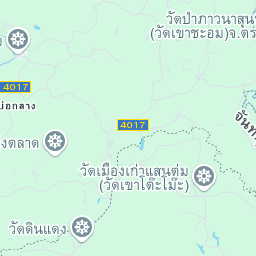 วัดป่าภาวนาสุน
(วัดเขาชะอม)จ.ตร
4017
บ่อกลาง
4017
งตลาด
จันท
วัดเมืองเก่าแสนตุ่ม
(วัดเขาโต๊ะโม๊ะ)
วัดดินแดง